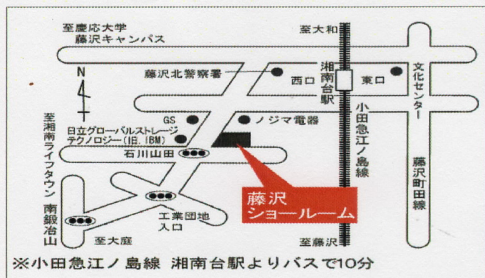 至慶応大学
藤沢キャンパス
至大和
N
藤沢北警察署
西口
湘南台駅
東口
文化センター
至湘南ライフタウン
GS
ノジマ電器
日立グローバルストレージ
テクノロジー(旧.IBM)
石川山田
小田急江ノ島線
藤沢町田線
藤沢
ショールーム
南鍛冶山
工業団地
入口
至大庭
至藤沢
※小田急江ノ島線 湘南台駅よりバスで10分